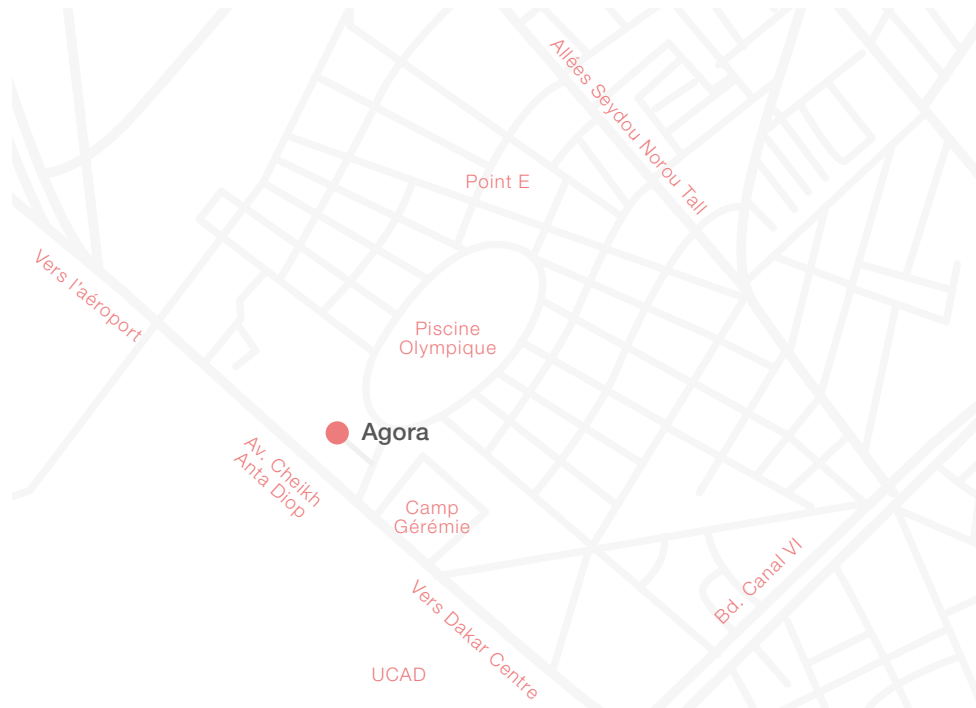 Allées Seydou Norou Tall
Point E
Vers l'aéroport
Piscine
Olympique
Agora
Av. Cheikh
Anta Diop
Camp
Gérémie
Bd. Canal VI
Vers Dakar Centre
UCAD